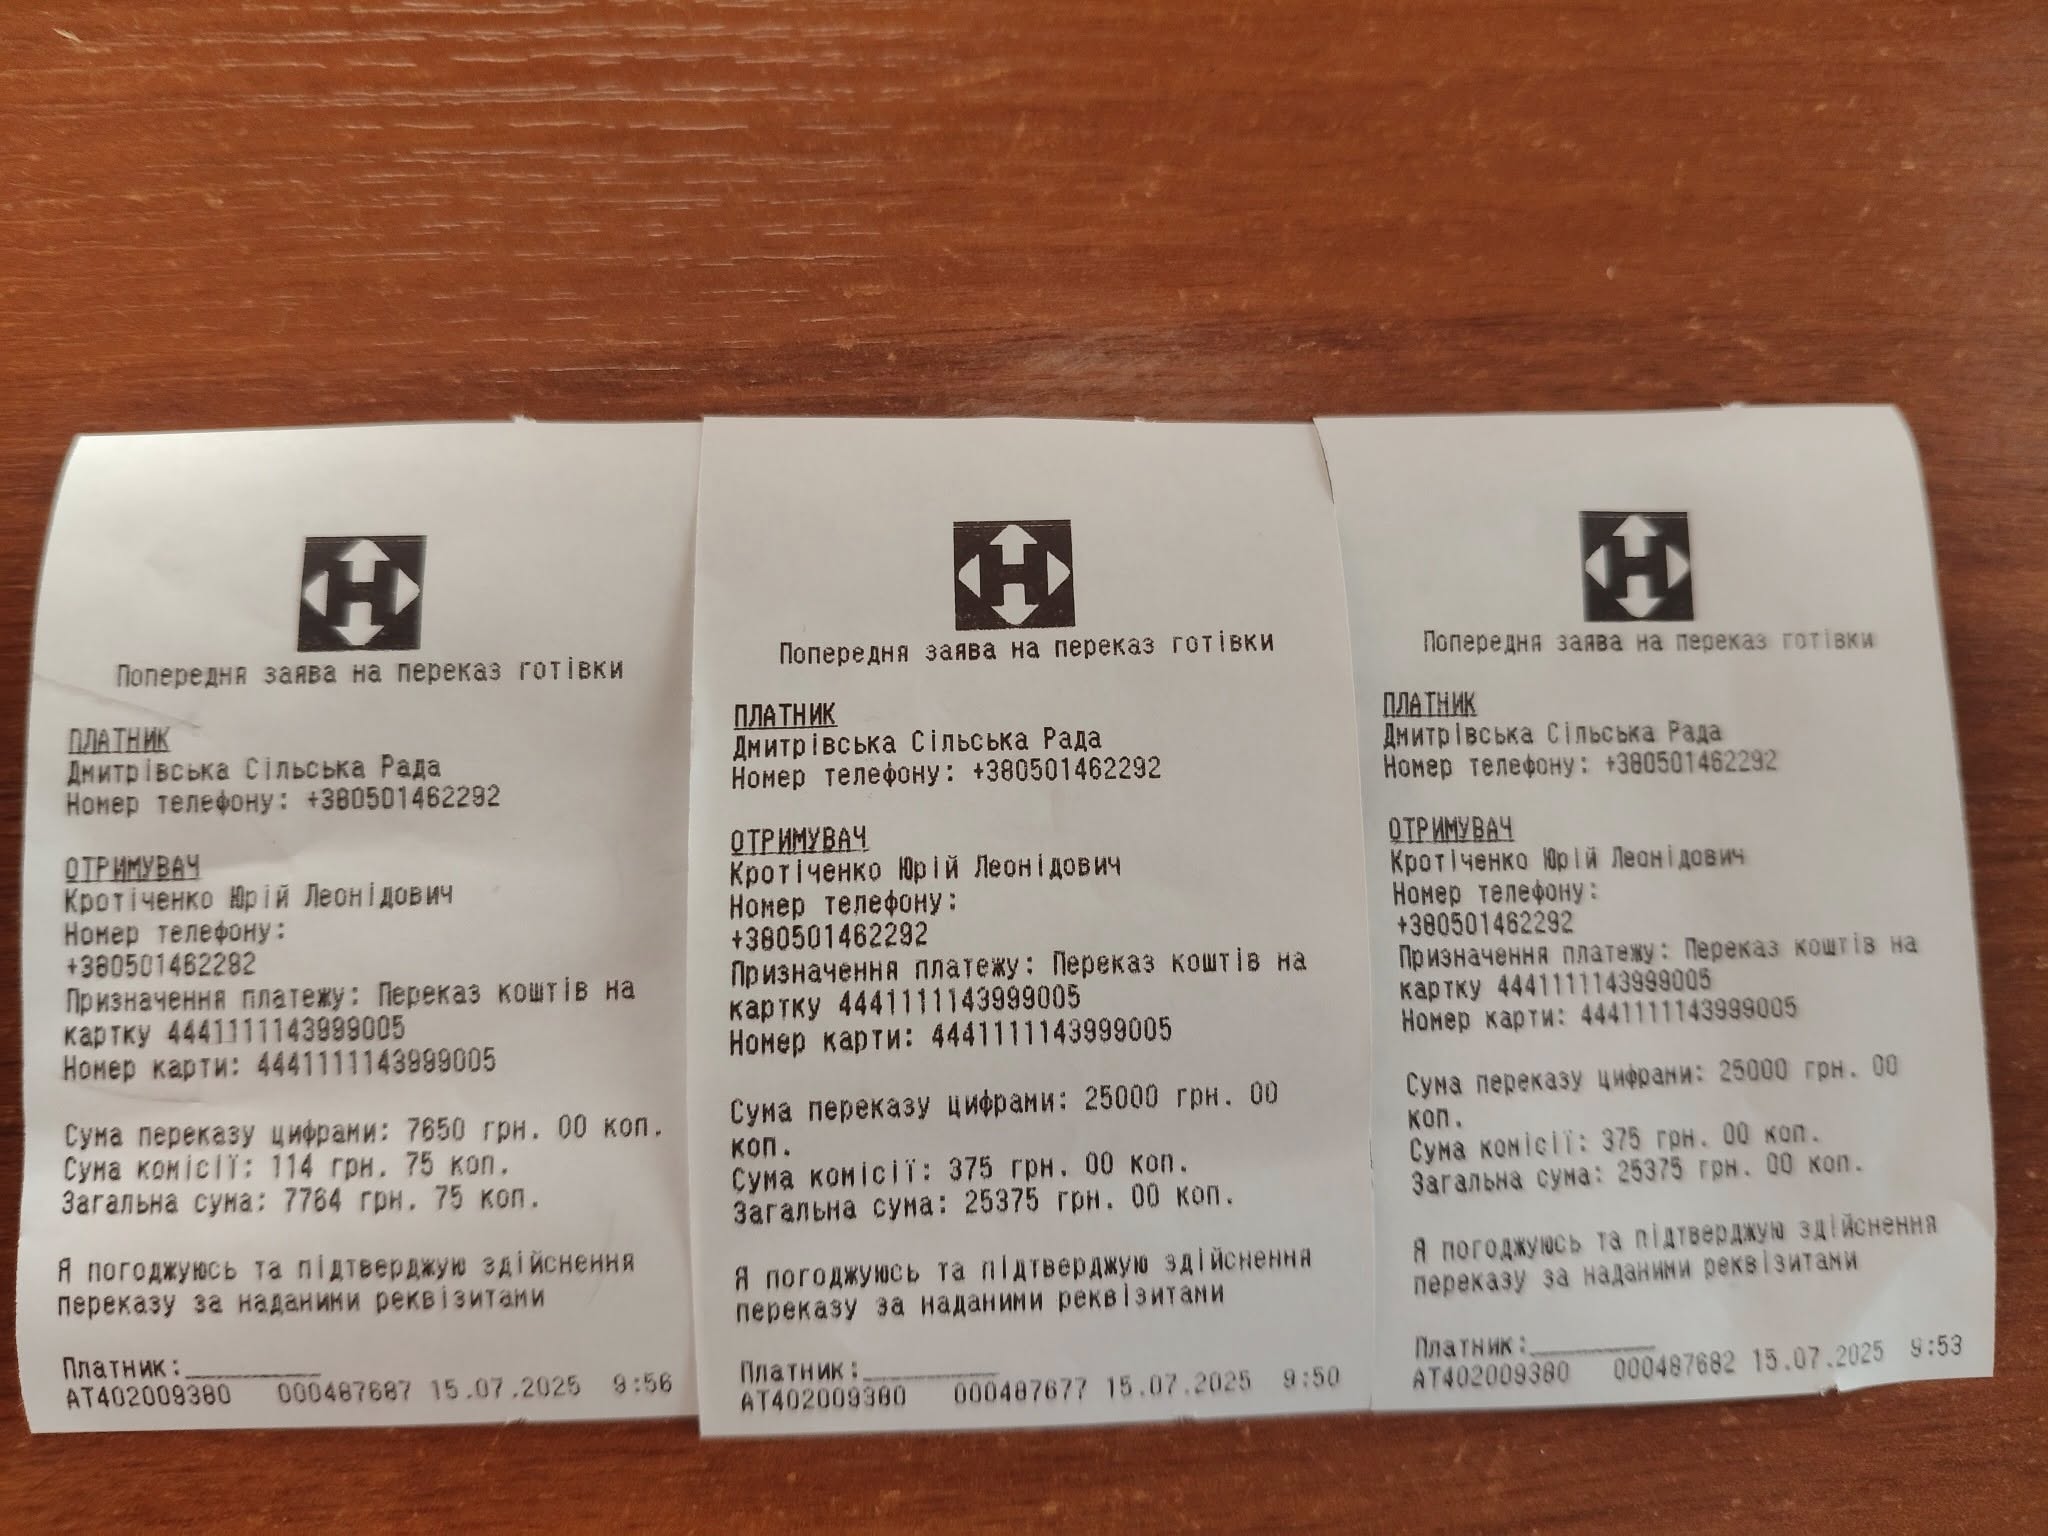 Попередня заява на переказ готівки
ПЛАТНИК
Дмитрівська Сільська Рада
Номер телефону: +380501462292
ОТРИМУВАЧ
Кротіченко Юрій Леонідович
Номер телефону:
+380501462292
Призначення платежу: Переказ коштів на
картку 4441111143999005
Номер карти: 4441111143999005
Сума переказу цифрами: 7650 грн. 00 коп.
Сума комісії: 114 грн. 75 коп.
Загальна сума: 7764 грн. 75 коп.
Я погоджуюсь та підтверджую здійснення
переказу за наданими реквізитами
Платник:__________
AT402009380 000487687 15.07.2025 9:56
Попередня заява на переказ готівки
ПЛАТНИК
Дмитрівська Сільська Рада
Номер телефону: +380501462292
ОТРИМУВАЧ
Кротіченко Юрій Леонідович
Номер телефону:
+380501462292
Призначення платежу: Переказ коштів на
картку 4441111143999005
Номер карти: 4441111143999005
Сума переказу цифрами: 25000 грн. 00
коп.
Сума комісії: 375 грн. 00 коп.
Загальна сума: 25375 грн. 00 коп.
Я погоджуюсь та підтверджую здійснення
переказу за наданими реквізитами
Платник:__________
AT402009380 000487677 15.07.2025 9:50
Попередня заява на переказ готівки
ПЛАТНИК
Дмитрівська Сільська Рада
Номер телефону: +380501462292
ОТРИМУВАЧ
Кротіченко Юрій Леонідович
Номер телефону:
+380501462292
Призначення платежу: Переказ коштів на
картку 4441111143999005
Номер карти: 4441111143999005
Сума переказу цифрами: 25000 грн. 00
коп.
Сума комісії: 375 грн. 00 коп.
Загальна сума: 25375 грн. 00 коп.
Я погоджуюсь та підтверджую здійснення
переказу за наданими реквізитами
Платник:__________
AT402009380 000487682 15.07.2025 9:53